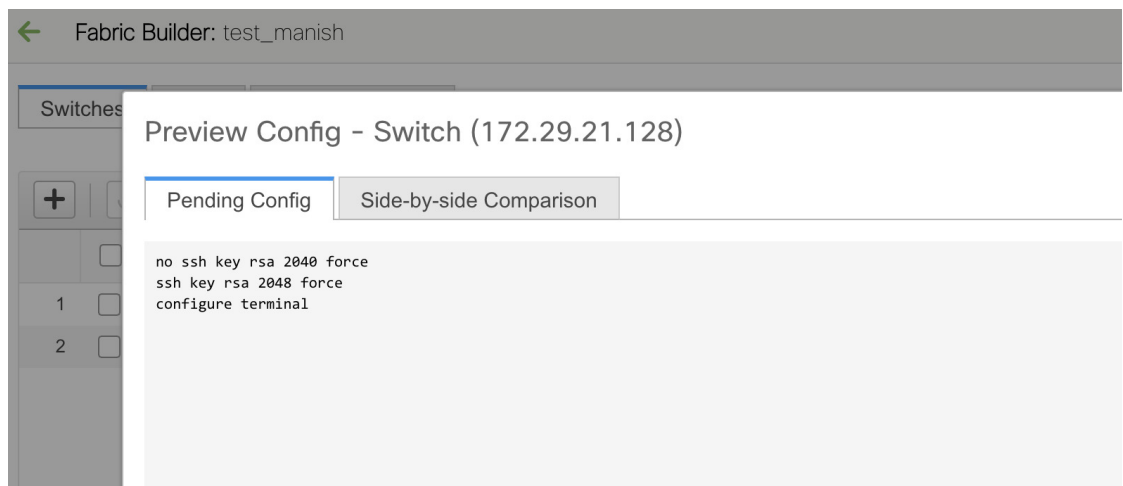 Fabric Builder: test_manish
Switches
Preview Config - Switch (172.29.21.128)
Pending Config
Side-by-side Comparison
no ssh key rsa 2040 force
ssh key rsa 2048 force
configure terminal
1
2